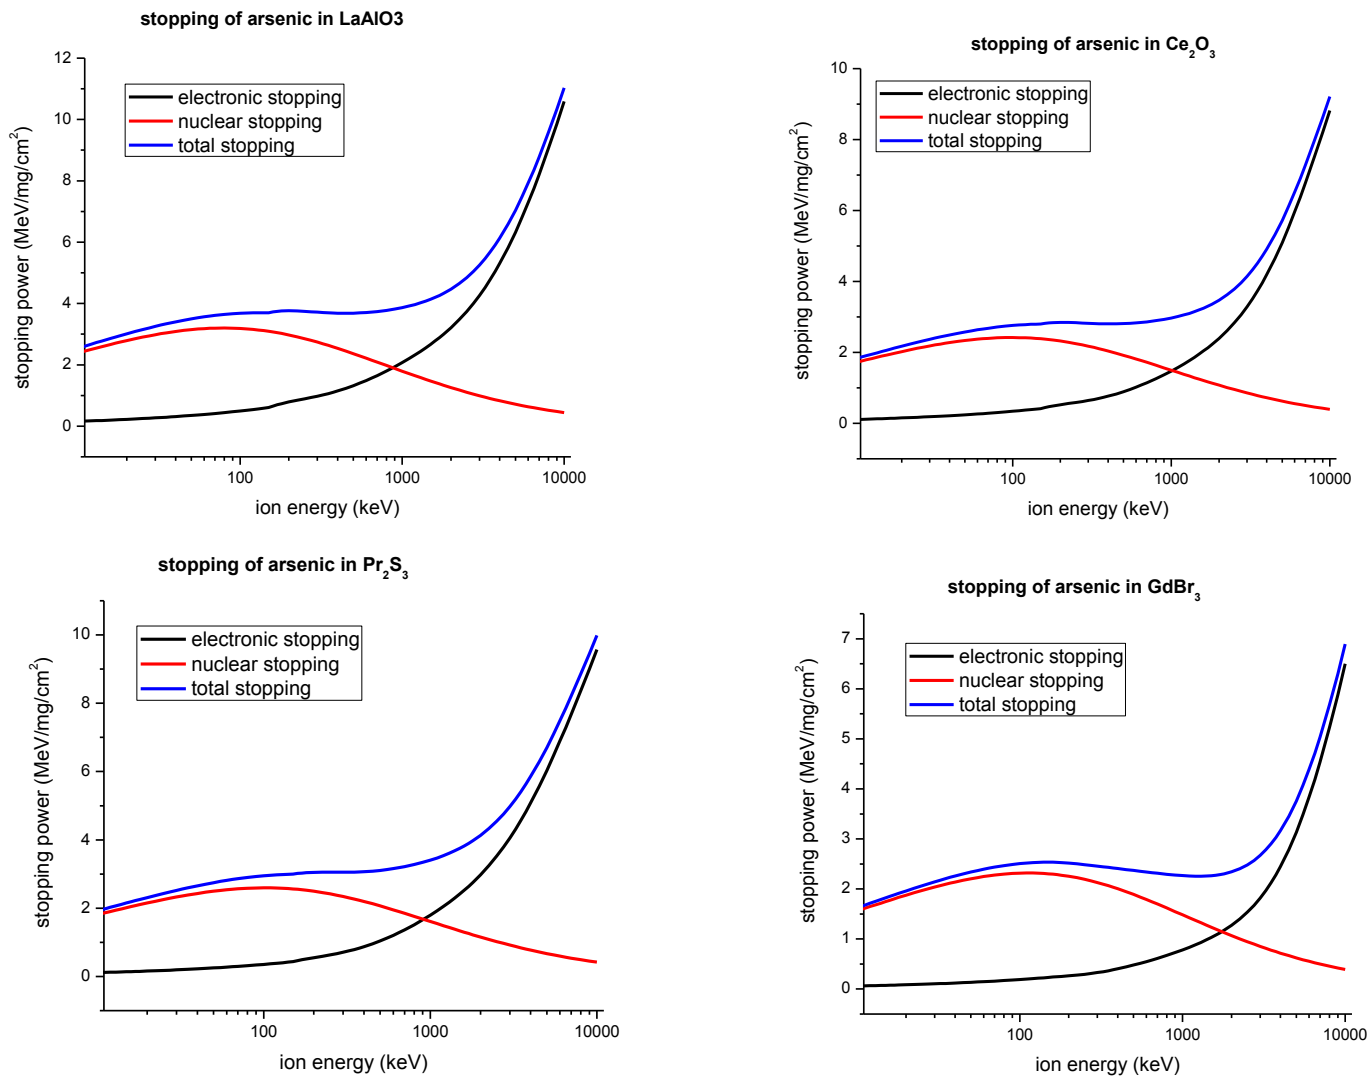 stopping of arsenic in LaAlO3
12
10
8
6
4
2
0
stopping power (MeV/mg/cm²)
electronic stopping
nuclear stopping
total stopping
100 1000 10000
ion energy (keV)
stopping of arsenic in Ce₂O₃
10
8
6
4
2
0
stopping power (MeV/mg/cm²)
electronic stopping
nuclear stopping
total stopping
100 1000 10000
ion energy (keV)
stopping of arsenic in Pr₂S₃
10
8
6
4
2
0
stopping power (MeV/mg/cm²)
electronic stopping
nuclear stopping
total stopping
100 1000 10000
ion energy (keV)
stopping of arsenic in GdBr₃
7
6
5
4
3
2
1
0
stopping power (MeV/mg/cm²)
electronic stopping
nuclear stopping
total stopping
100 1000 10000
ion energy (keV)